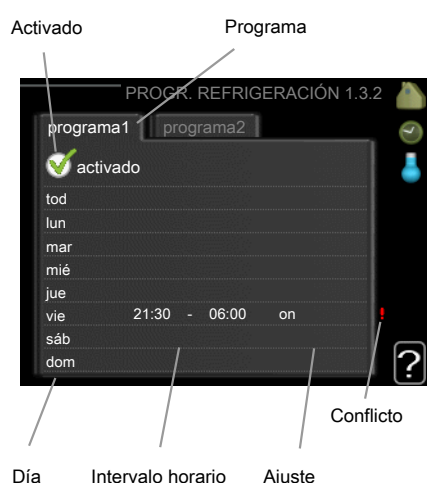 Activado Programa
PROGR. REFRIGERACIÓN 1.3.2
programa1 programa2
activado
tod
lun
mar
mié
jue
vie 21:30 - 06:00 on !
sáb
dom
?
Conflicto
Día Intervalo horario Ajuste